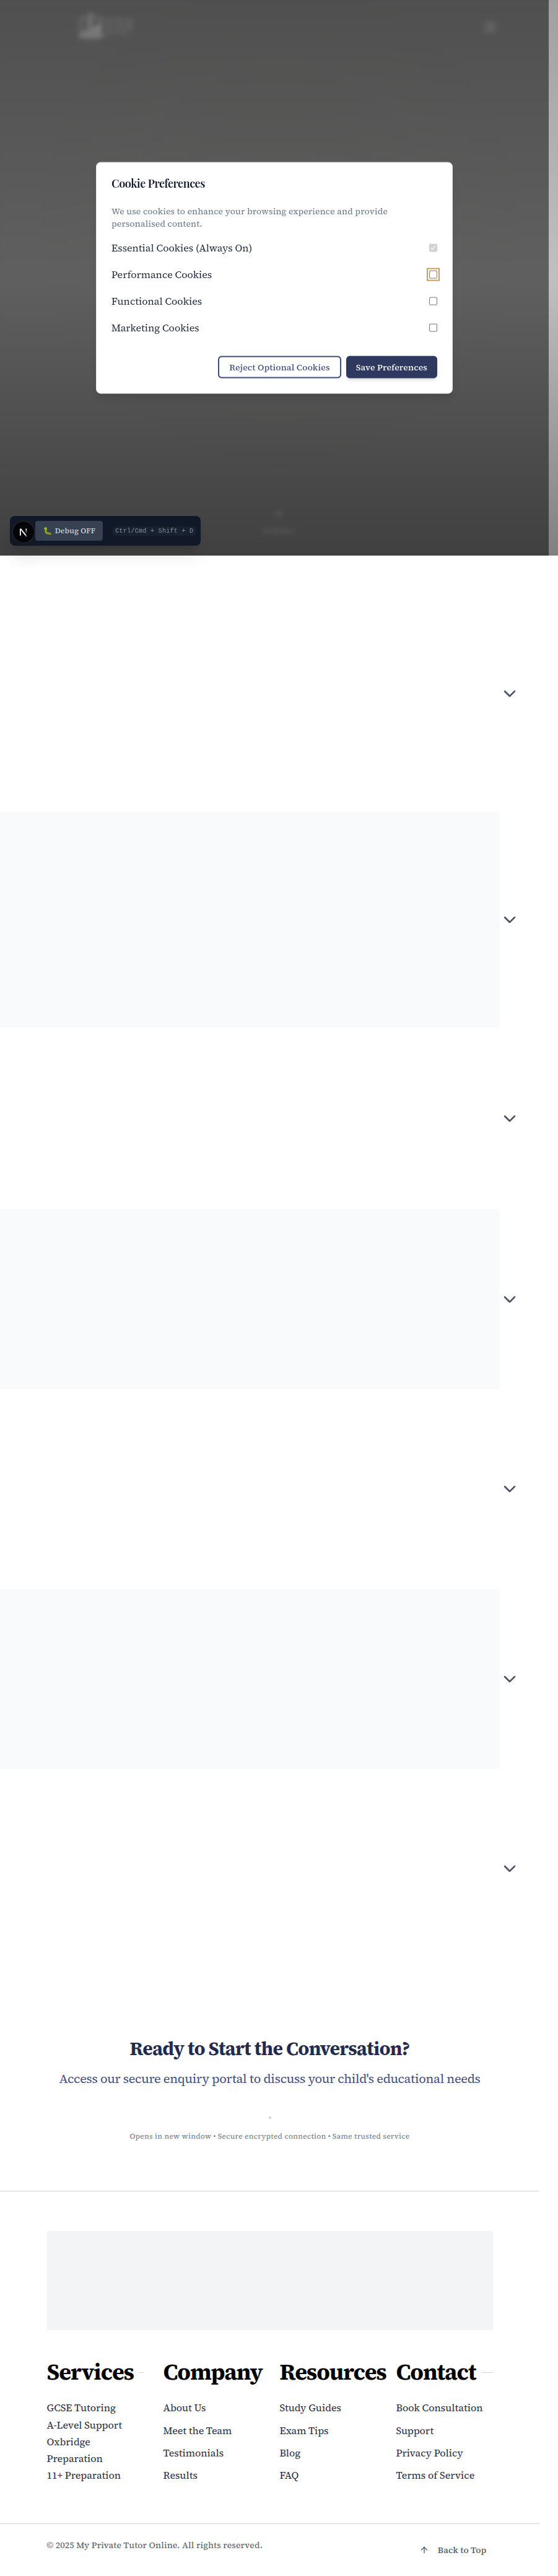 Cookie Preferences
We use cookies to enhance your browsing experience and provide
personalised content.
Essential Cookies (Always On)
Performance Cookies
Functional Cookies
Marketing Cookies
Reject Optional Cookies
Save Preferences
N
Debug OFF
Ctrl/Cmd + Shift + D
Ready to Start the Conversation?
Access our secure enquiry portal to discuss your child's educational needs
Opens in new window • Secure encrypted connection • Same trusted service
Services
GCSE Tutoring
A-Level Support
Oxbridge
Preparation
11+ Preparation
Company
About Us
Meet the Team
Testimonials
Results
Resources
Study Guides
Exam Tips
Blog
FAQ
Contact
Book Consultation
Support
Privacy Policy
Terms of Service
© 2025 My Private Tutor Online. All rights reserved.
Back to Top